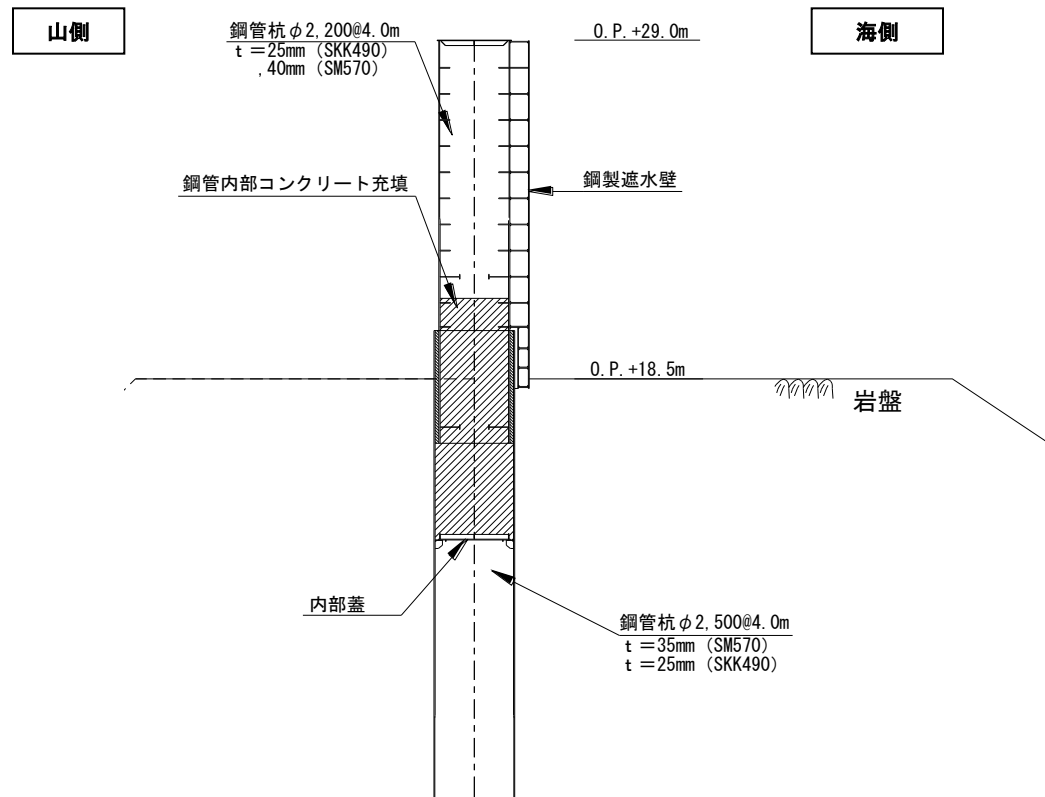 山側
鋼管杭φ2,200@4.0m
t＝25mm（SKK490）
,40mm（SM570）
O.P.+29.0m
海側
鋼管内部コンクリート充填
鋼製遮水壁
O.P.+18.5m
岩盤
内部蓋
鋼管杭φ2,500@4.0m
t＝35mm（SM570）
t＝25mm（SKK490）